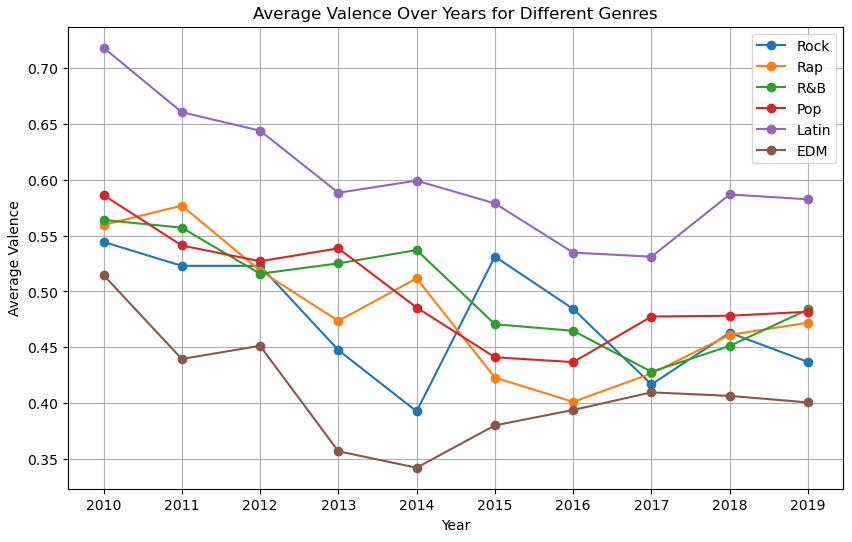 Average Valence Over Years for Different Genres
Rock
Rap
R&B
Pop
Latin
EDM
Average Valence
0.70
0.65
0.60
0.55
0.50
0.45
0.40
0.35
2010 2011 2012 2013 2014 2015 2016 2017 2018 2019
Year